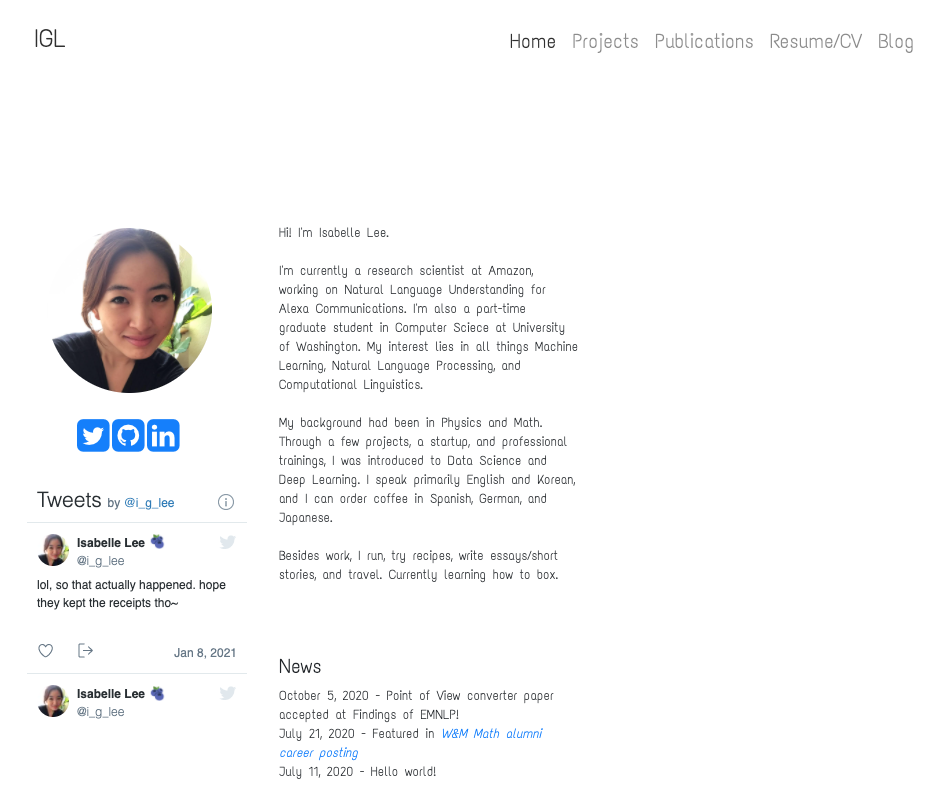 IGL
Home Projects Publications Resume/CV Blog
Hi! I'm Isabelle Lee.
I'm currently a research scientist at Amazon,
working on Natural Language Understanding for
Alexa Communications. I'm also a part-time
graduate student in Computer Sciece at University
of Washington. My interest lies in all things Machine
Learning, Natural Language Processing, and
Computational Linguistics.
My background had been in Physics and Math.
Through a few projects, a startup, and professional
trainings, I was introduced to Data Science and
Deep Learning. I speak primarily English and Korean,
and I can order coffee in Spanish, German, and
Japanese.
Besides work, I run, try recipes, write essays/short
stories, and travel. Currently learning how to box.
Tweets by @i_g_lee
Isabelle Lee
@i_g_lee
lol, so that actually happened. hope
they kept the receipts tho~
Jan 8, 2021
Isabelle Lee
@i_g_lee
News
October 5, 2020 - Point of View converter paper
accepted at Findings of EMNLP!
July 21, 2020 - Featured in W&M Math alumni
career posting
July 11, 2020 - Hello world!